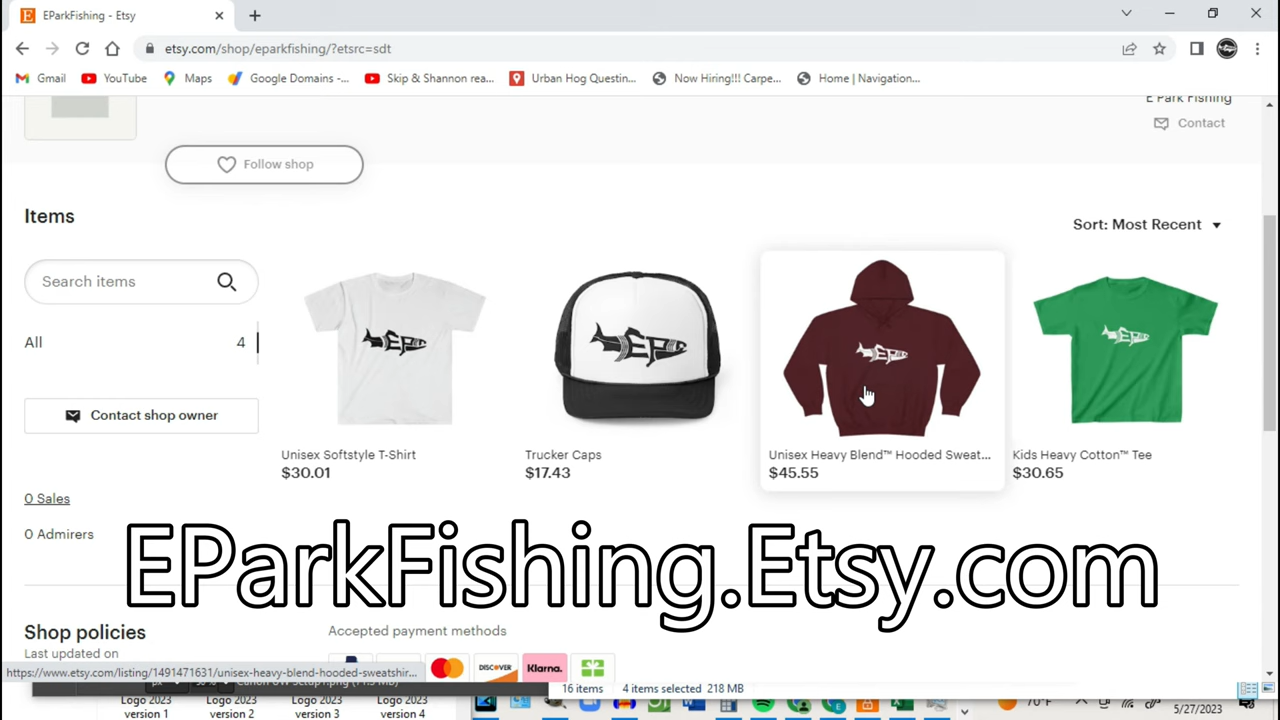 EParkFishing - Etsy
etsy.com/shop/eparkfishing/?etsrc=sdt
Gmail YouTube Maps Google Domains -... Skip & Shannon rea... Urban Hog Questin... Now Hiring!!! Carpe... Home | Navigation...
E Park Fishing
Contact
Follow shop
Items
Sort: Most Recent
Search items
All 4
Contact shop owner
EP
EP
EP
EP
Unisex Softstyle T-Shirt
$30.01
Trucker Caps
$17.43
Unisex Heavy Blend™ Hooded Sweat...
$45.55
Kids Heavy Cotton™ Tee
$30.65
0 Sales
0 Admirers
EParkFishing.Etsy.com
Shop policies
Last updated on
Accepted payment methods
DISCOVER
Klarna.
https://www.etsy.com/listing/1491471631/unisex-heavy-blend-hooded-sweatshir...
16 items 4 items selected 218 MB
Logo 2023 version 1
Logo 2023 version 2
Logo 2023 version 3
Logo 2023 version 4
70°F
5/27/2023